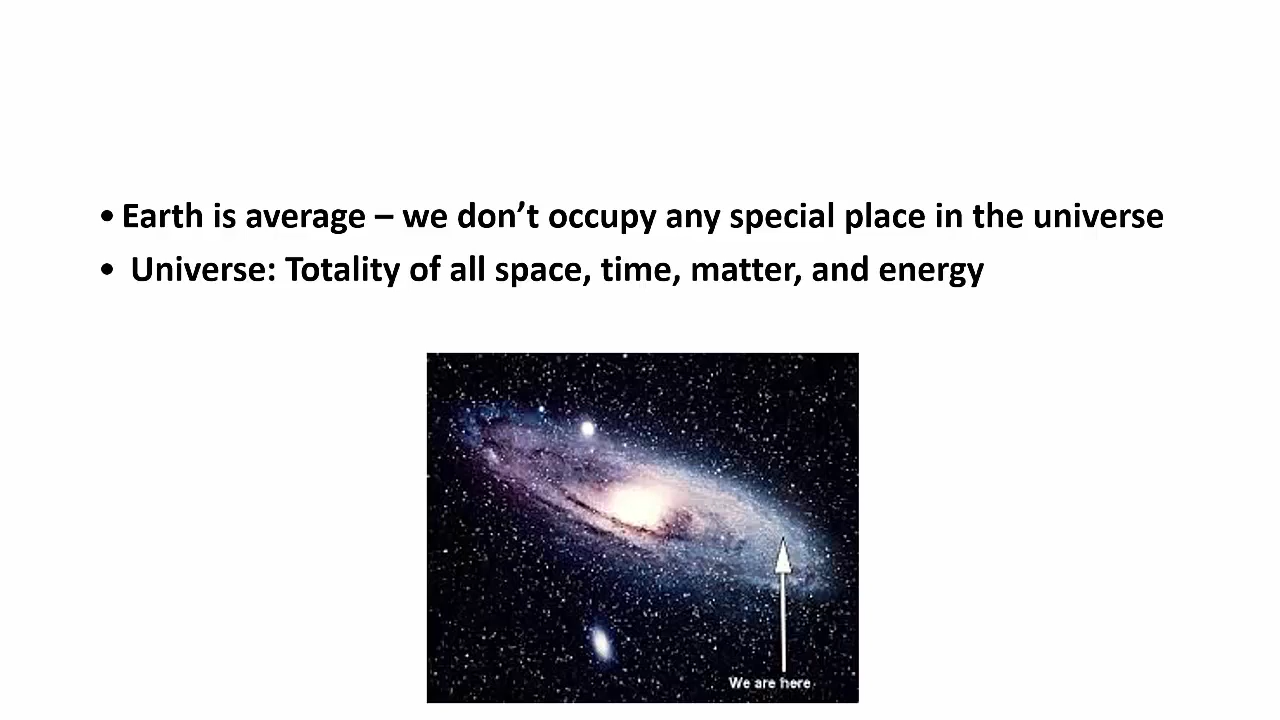 • Earth is average – we don’t occupy any special place in the universe
• Universe: Totality of all space, time, matter, and energy
We are here